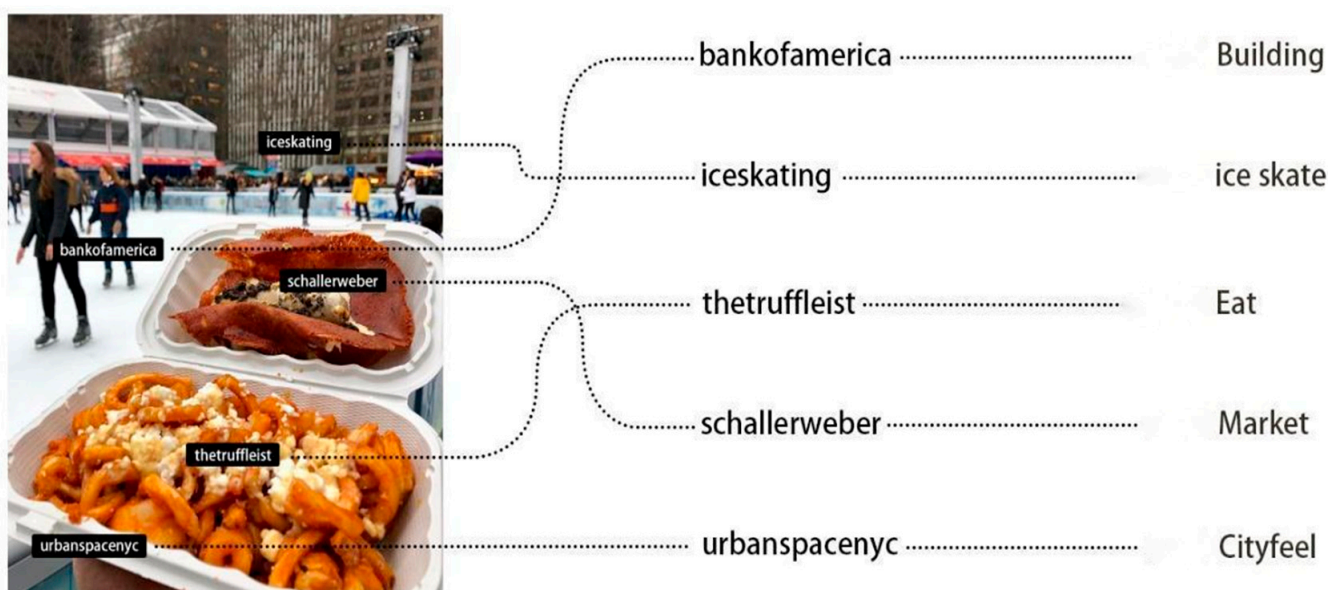 iceskating
bankofamerica
schallerweber
thetruffleist
urbanspacenyc
bankofamerica Building
iceskating ice skate
thetruffleist Eat
schallerweber Market
urbanspacenyc Cityfeel